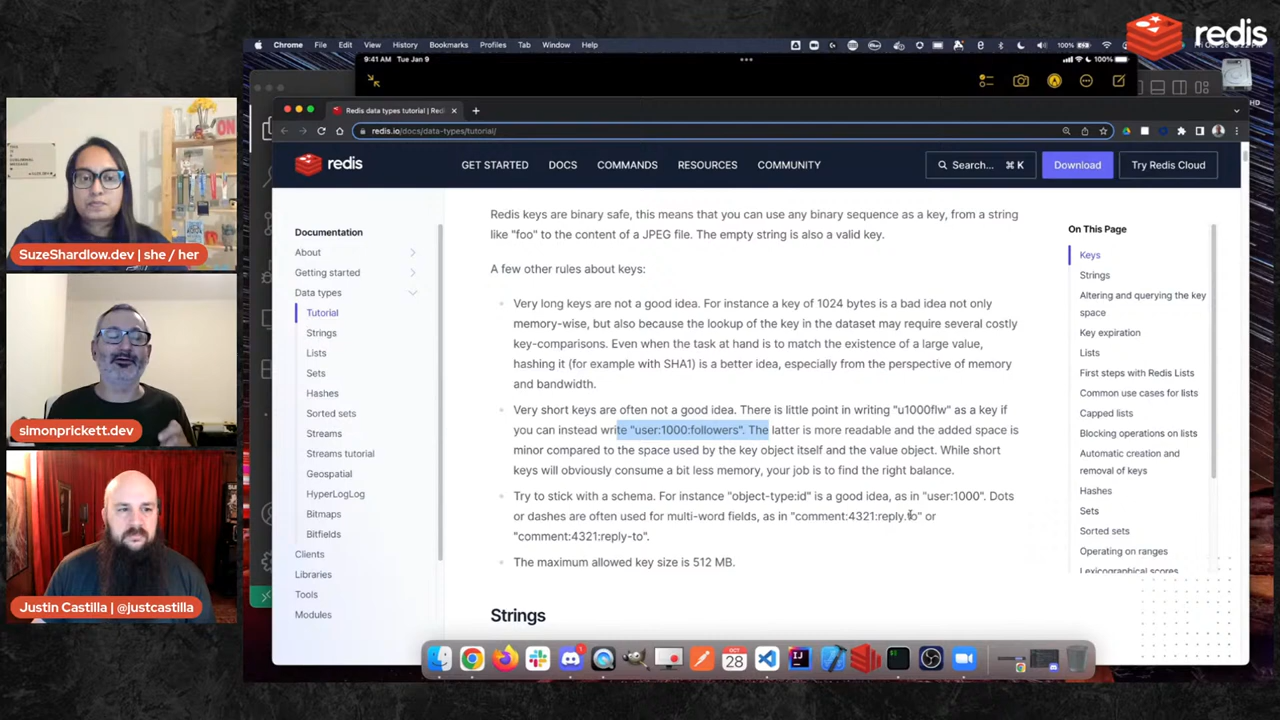 redis
Chrome File Edit View History Bookmarks Profiles Tab Window Help
100%
9:41 AM Tue Jan 9
100%
Redis data types tutorial | Redi
redis.io/docs/data-types/tutorial/
redis
GET STARTED DOCS COMMANDS RESOURCES COMMUNITY
Search... ⌘ K
Download
Try Redis Cloud
Documentation
About
Getting started
Data types
Tutorial
Strings
Lists
Sets
Hashes
Sorted sets
Streams
Streams tutorial
Geospatial
HyperLogLog
Bitmaps
Bitfields
Clients
Libraries
Tools
Modules
Redis keys are binary safe, this means that you can use any binary sequence as a key, from a string
like "foo" to the content of a JPEG file. The empty string is also a valid key.
A few other rules about keys:
Very long keys are not a good idea. For instance a key of 1024 bytes is a bad idea not only
memory-wise, but also because the lookup of the key in the dataset may require several costly
key-comparisons. Even when the task at hand is to match the existence of a large value,
hashing it (for example with SHA1) is a better idea, especially from the perspective of memory
and bandwidth.
Very short keys are often not a good idea. There is little point in writing "u1000flw" as a key if
you can instead write "user:1000:followers". The latter is more readable and the added space is
minor compared to the space used by the key object itself and the value object. While short
keys will obviously consume a bit less memory, your job is to find the right balance.
Try to stick with a schema. For instance "object-type:id" is a good idea, as in "user:1000". Dots
or dashes are often used for multi-word fields, as in "comment:4321:reply.to" or
"comment:4321:reply-to".
The maximum allowed key size is 512 MB.
Strings
On This Page
Keys
Strings
Altering and querying the key
space
Key expiration
Lists
First steps with Redis Lists
Common use cases for lists
Capped lists
Blocking operations on lists
Automatic creation and
removal of keys
Hashes
Sets
Sorted sets
Operating on ranges
Lexicographical scores
SuzeShardlow.dev | she / her
simonprickett.dev
Justin Castilla | @justcastilla
OCT
28